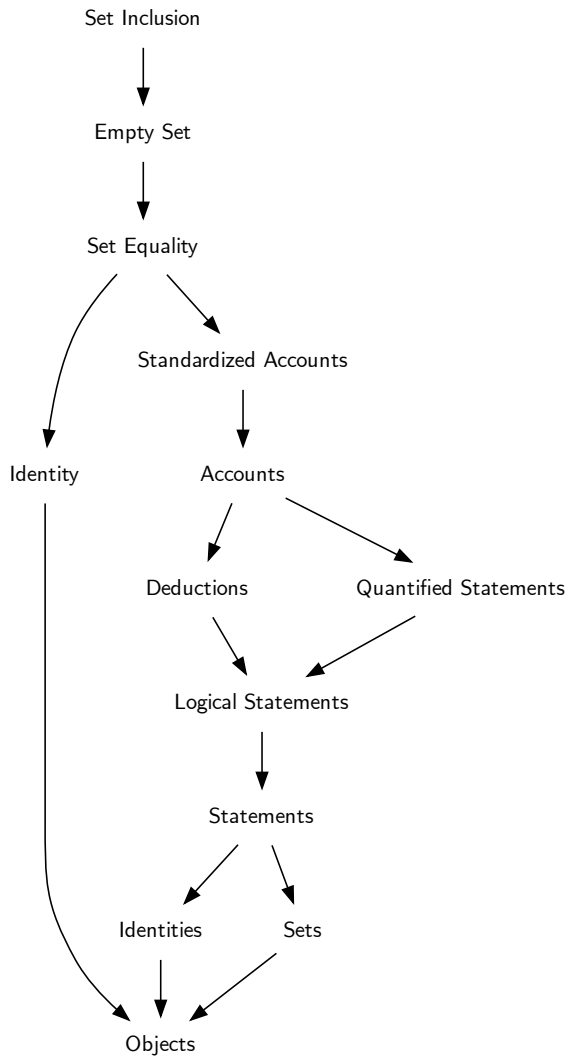 Set Inclusion
Empty Set
Set Equality
Standardized Accounts
Identity
Accounts
Deductions
Quantified Statements
Logical Statements
Statements
Identities
Sets
Objects